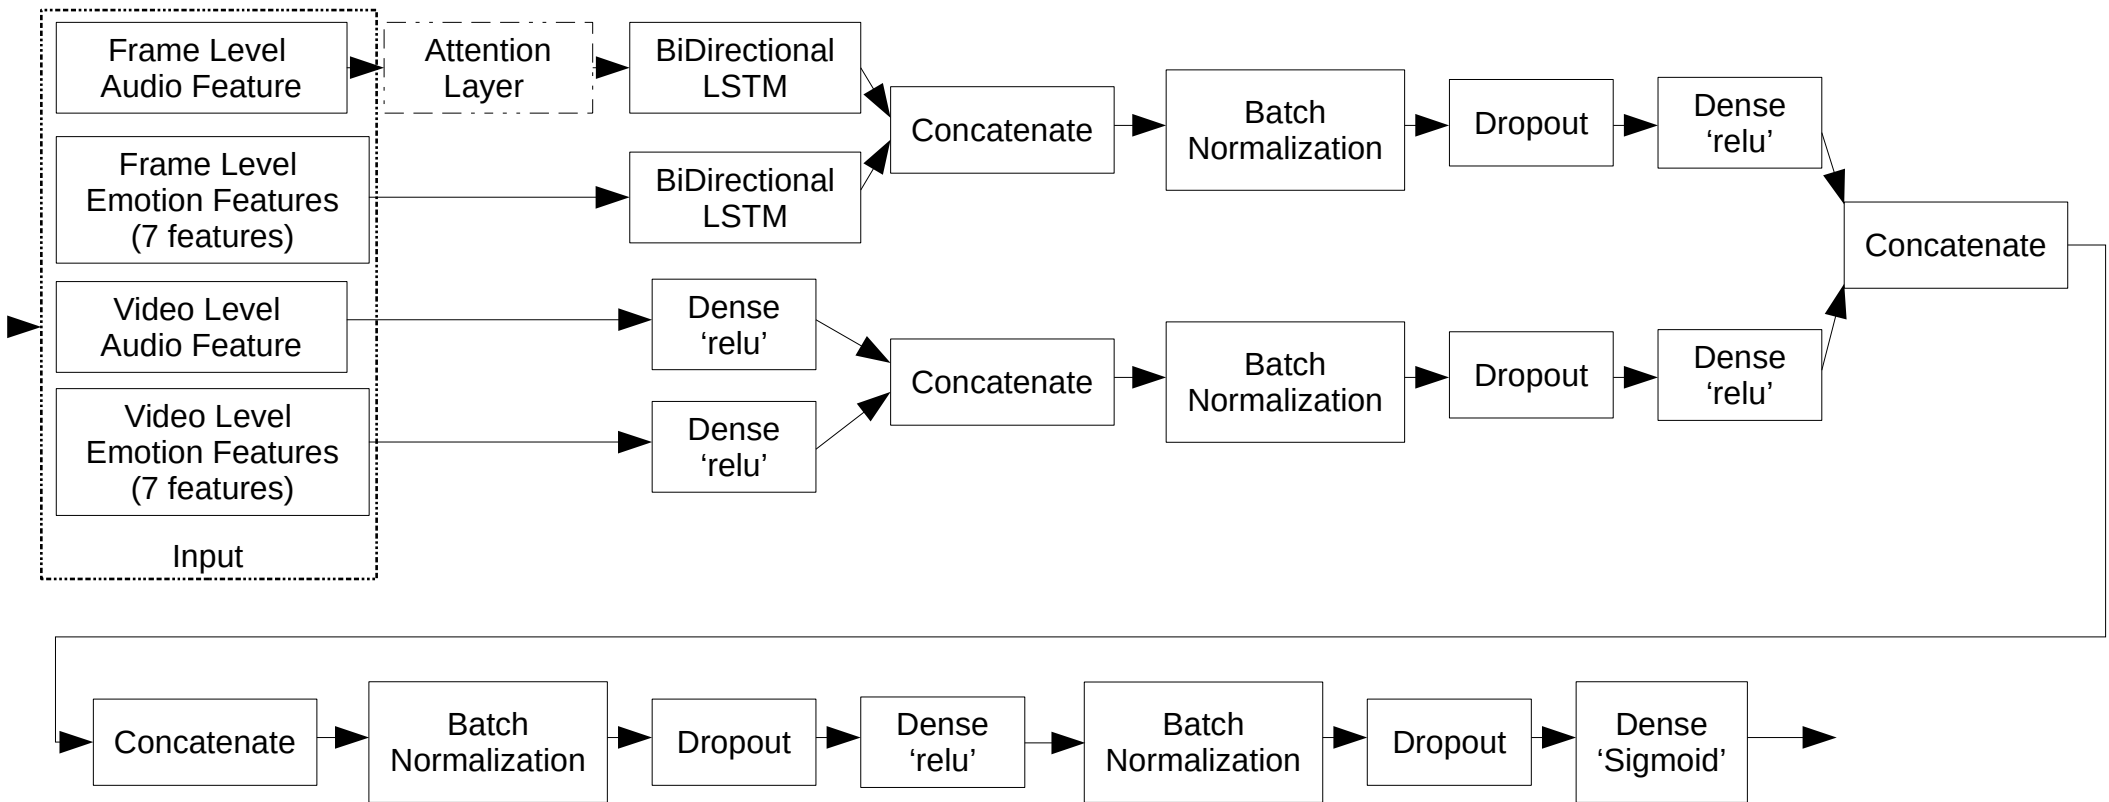 Frame Level
Audio Feature
Attention
Layer
BiDirectional
LSTM
Frame Level
Emotion Features
(7 features)
BiDirectional
LSTM
Concatenate
Batch
Normalization
Dropout
Dense
‘relu’
Video Level
Audio Feature
Dense
‘relu’
Video Level
Emotion Features
(7 features)
Dense
‘relu’
Concatenate
Batch
Normalization
Dropout
Dense
‘relu’
Concatenate
Input
Concatenate
Batch
Normalization
Dropout
Dense
‘relu’
Batch
Normalization
Dropout
Dense
‘Sigmoid’